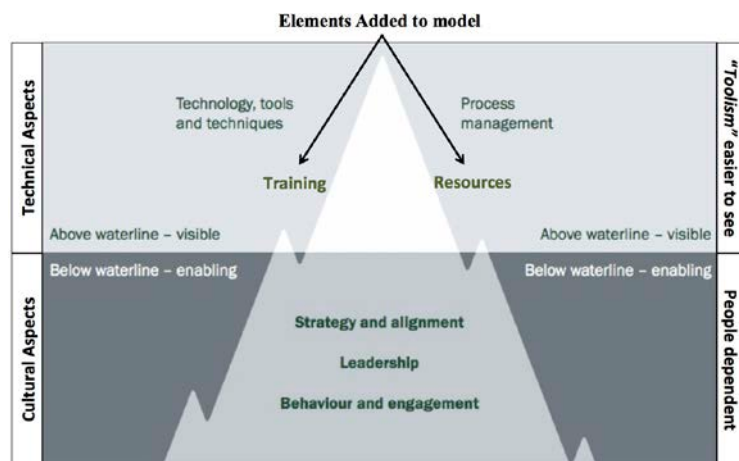 Elements Added to model
Technical Aspects
Technology, tools
and techniques
Process
management
"Toolism" easier to see
Training
Resources
Above waterline – visible
Above waterline – visible
Below waterline – enabling
Below waterline – enabling
Cultural Aspects
Strategy and alignment
Leadership
Behaviour and engagement
People dependent